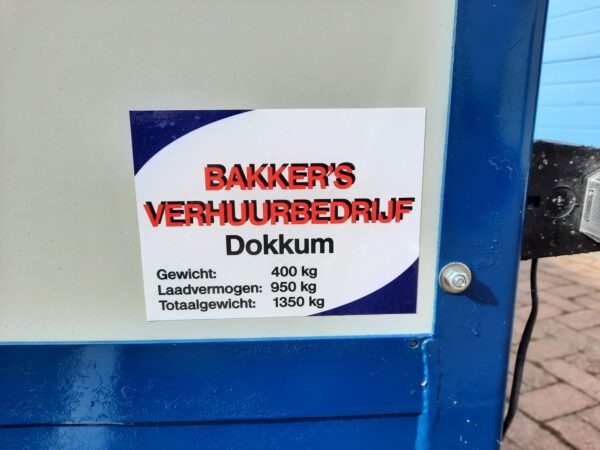 BAKKER'S
VERHUURBEDRIJF
Dokkum
Gewicht: 400 kg
Laadvermogen: 950 kg
Totaalgewicht: 1350 kg